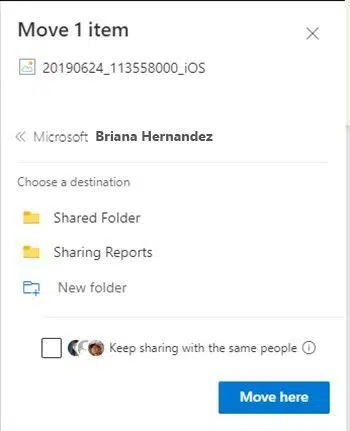 Move 1 item
20190624_113558000_iOS
Microsoft Briana Hernandez
Choose a destination
Shared Folder
Sharing Reports
New folder
Keep sharing with the same people
Move here